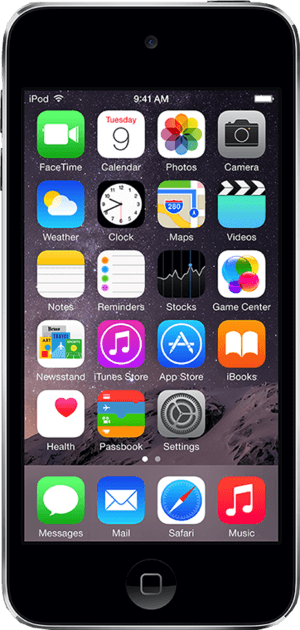 iPod 9:41 AM
Tuesday
9
280
FaceTime Calendar Photos Camera
Weather Clock .Maps Videos
Notes Reminders Stocks Game Center
Newsstand iTunes Store App Store iBooks
Health Passbook Settings
Messages Mail Safari Music